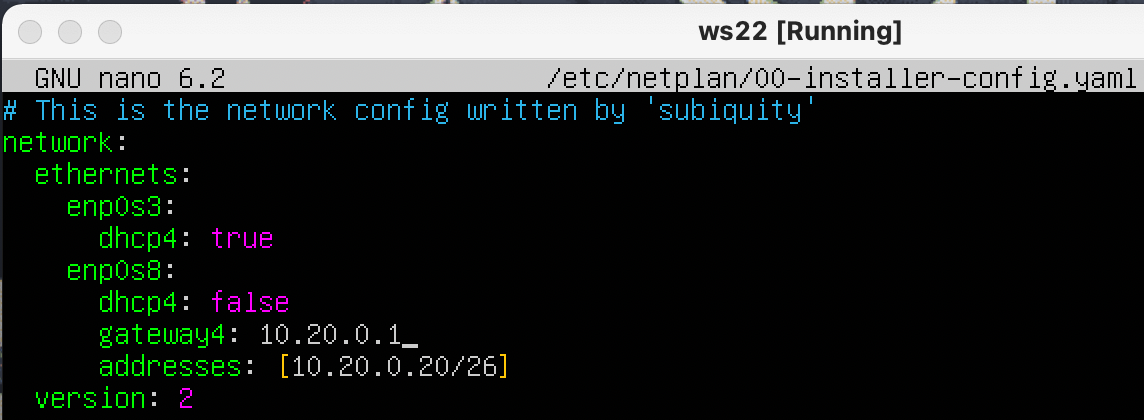 ws22 [Running]
GNU nano 6.2 /etc/netplan/00-installer-config.yaml
# This is the network config written by 'subiquity'
network:
  ethernets:
    enp0s3:
      dhcp4: true
    enp0s8:
      dhcp4: false
      gateway4: 10.20.0.1_
      addresses: [10.20.0.20/26]
  version: 2